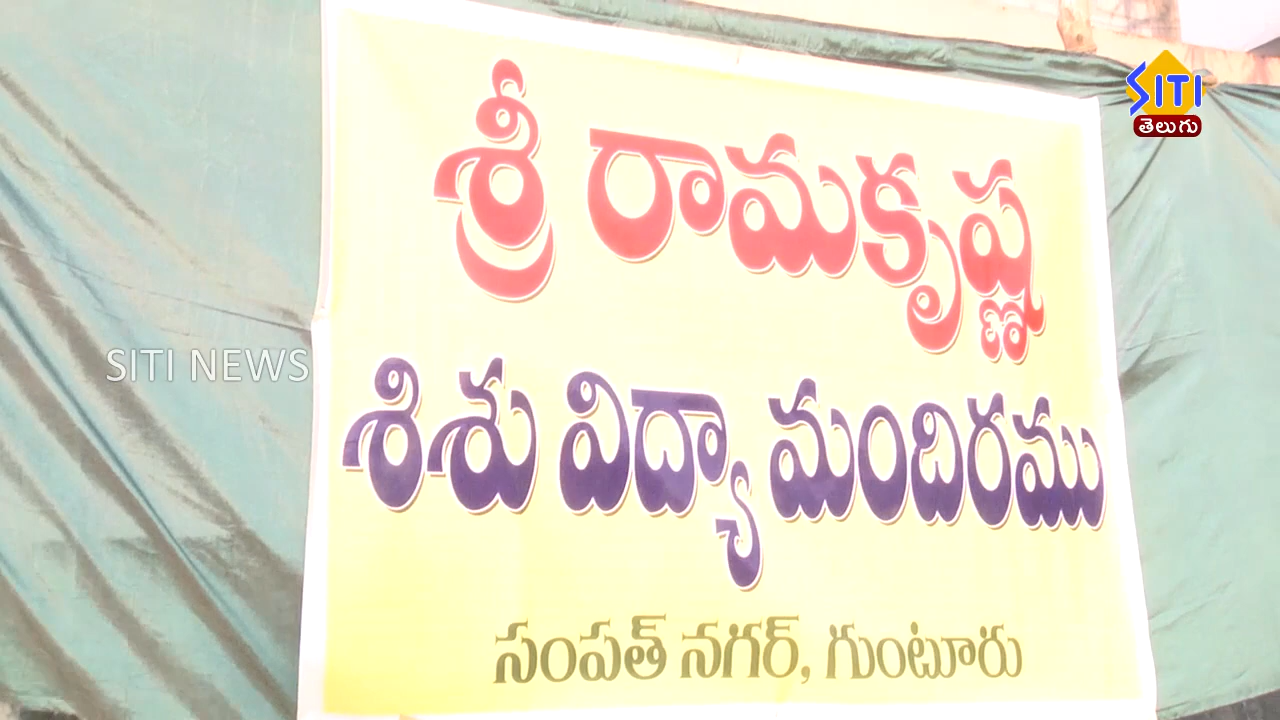 SITI
తెలుగు
శ్రీ రామకృష్ణ
SITI NEWS
శిశు విద్యా మందిరము
సంపత్ నగర్, గుంటూరు